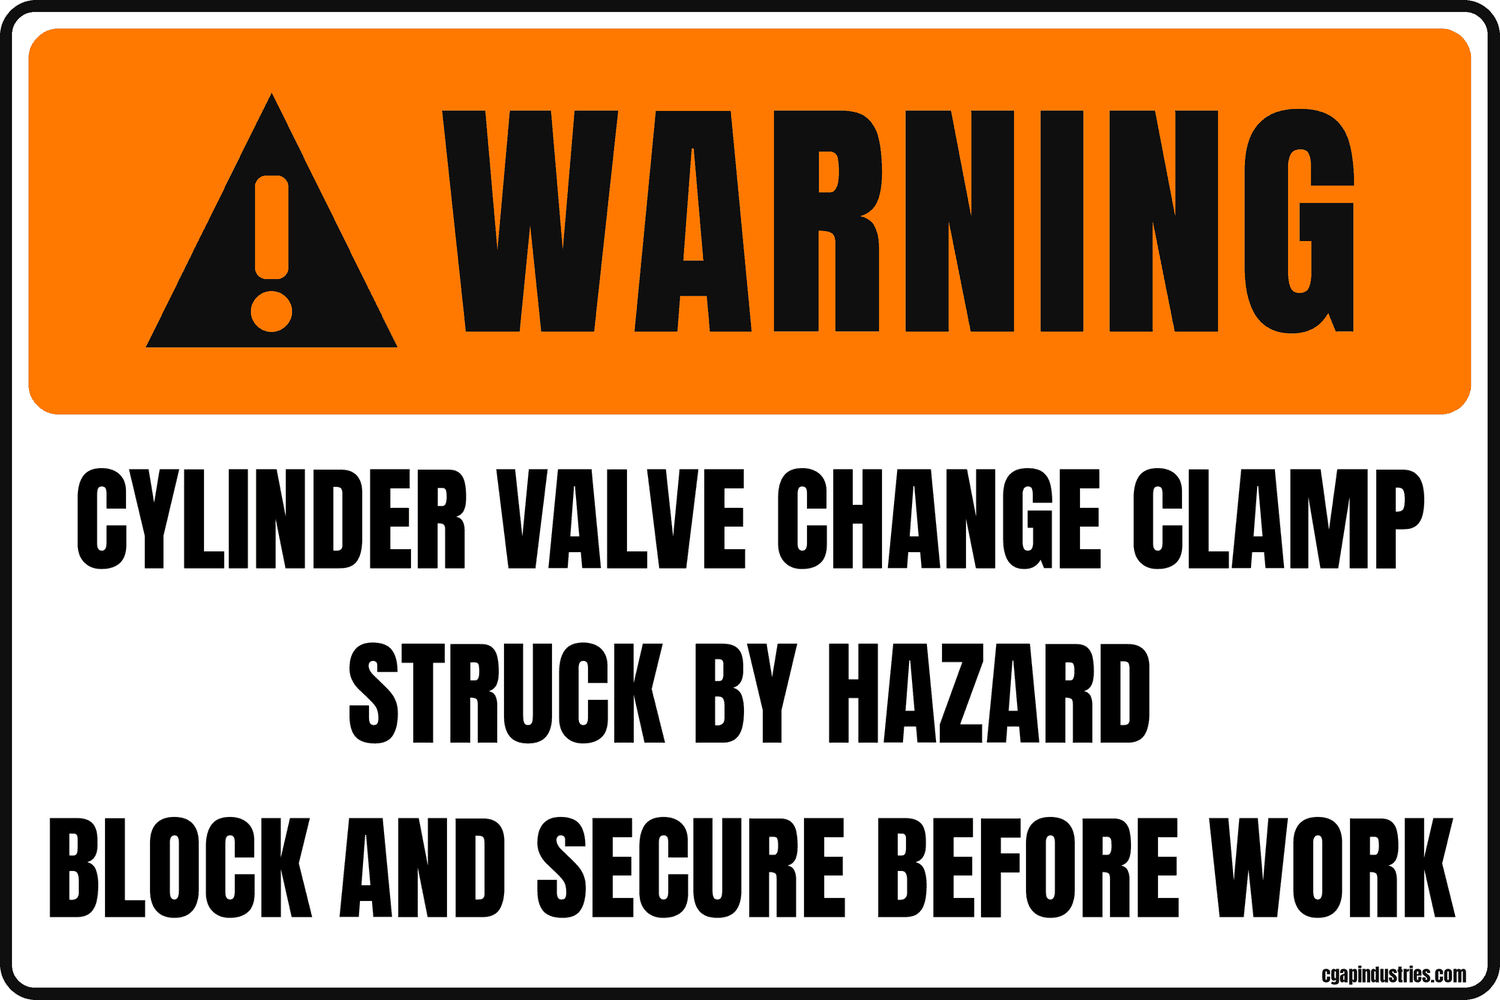 WARNING
CYLINDER VALVE CHANGE CLAMP
STRUCK BY HAZARD
BLOCK AND SECURE BEFORE WORK
cgapindustries.com